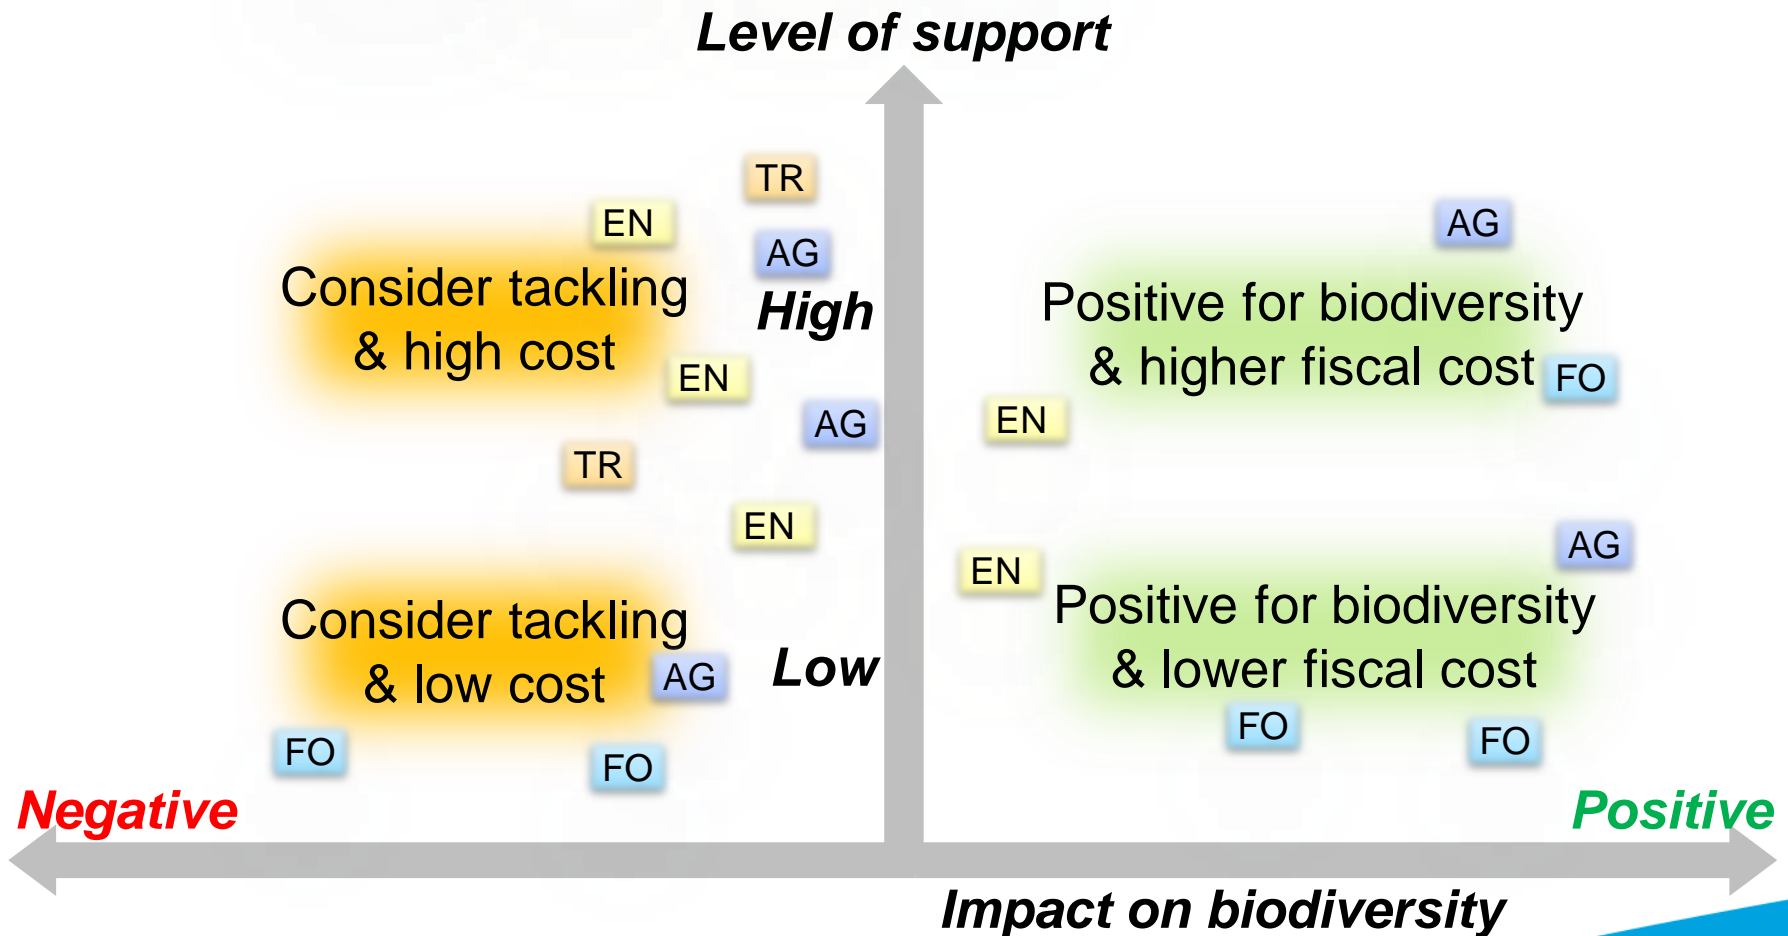 Level of support
TR
EN
AG
AG
Consider tackling
& high cost
High
Positive for biodiversity
& higher fiscal cost
EN
FO
AG
EN
TR
EN
AG
EN
Consider tackling
& low cost
AG
Low
Positive for biodiversity
& lower fiscal cost
FO
FO
FO
FO
Negative
Positive
Impact on biodiversity